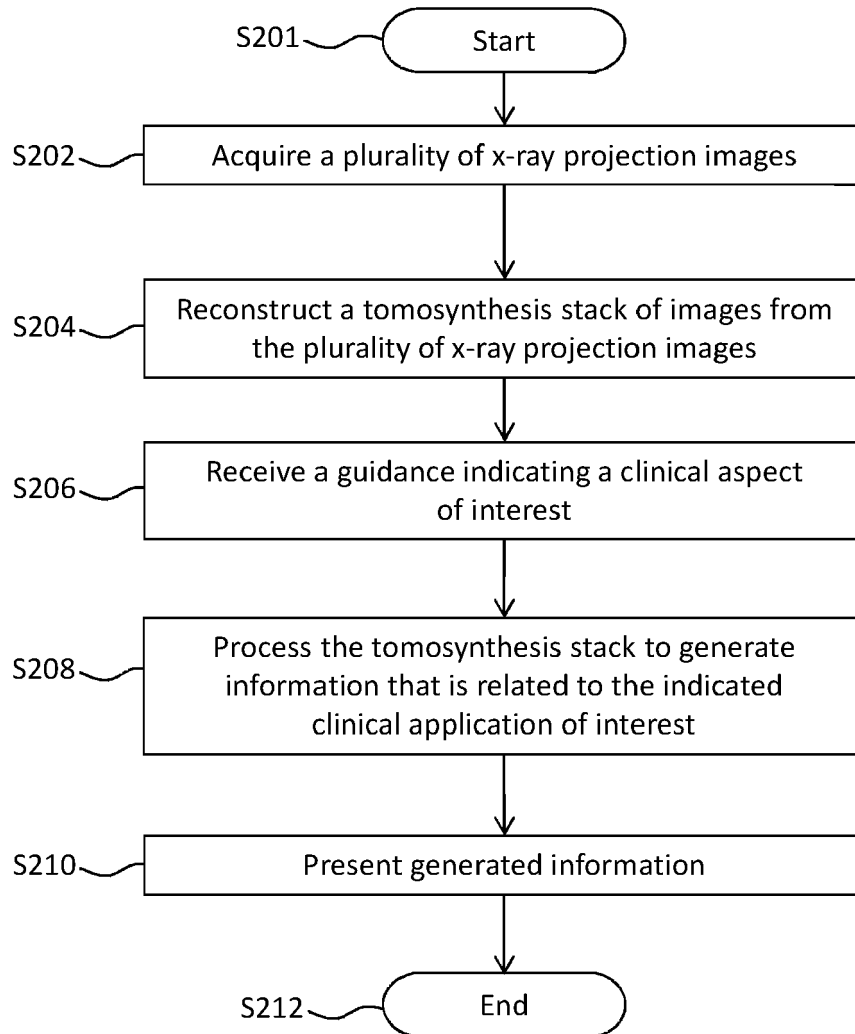 S201
Start
S202
Acquire a plurality of x-ray projection images
S204
Reconstruct a tomosynthesis stack of images from
the plurality of x-ray projection images
S206
Receive a guidance indicating a clinical aspect
of interest
S208
Process the tomosynthesis stack to generate
information that is related to the indicated
clinical application of interest
S210
Present generated information
S212
End